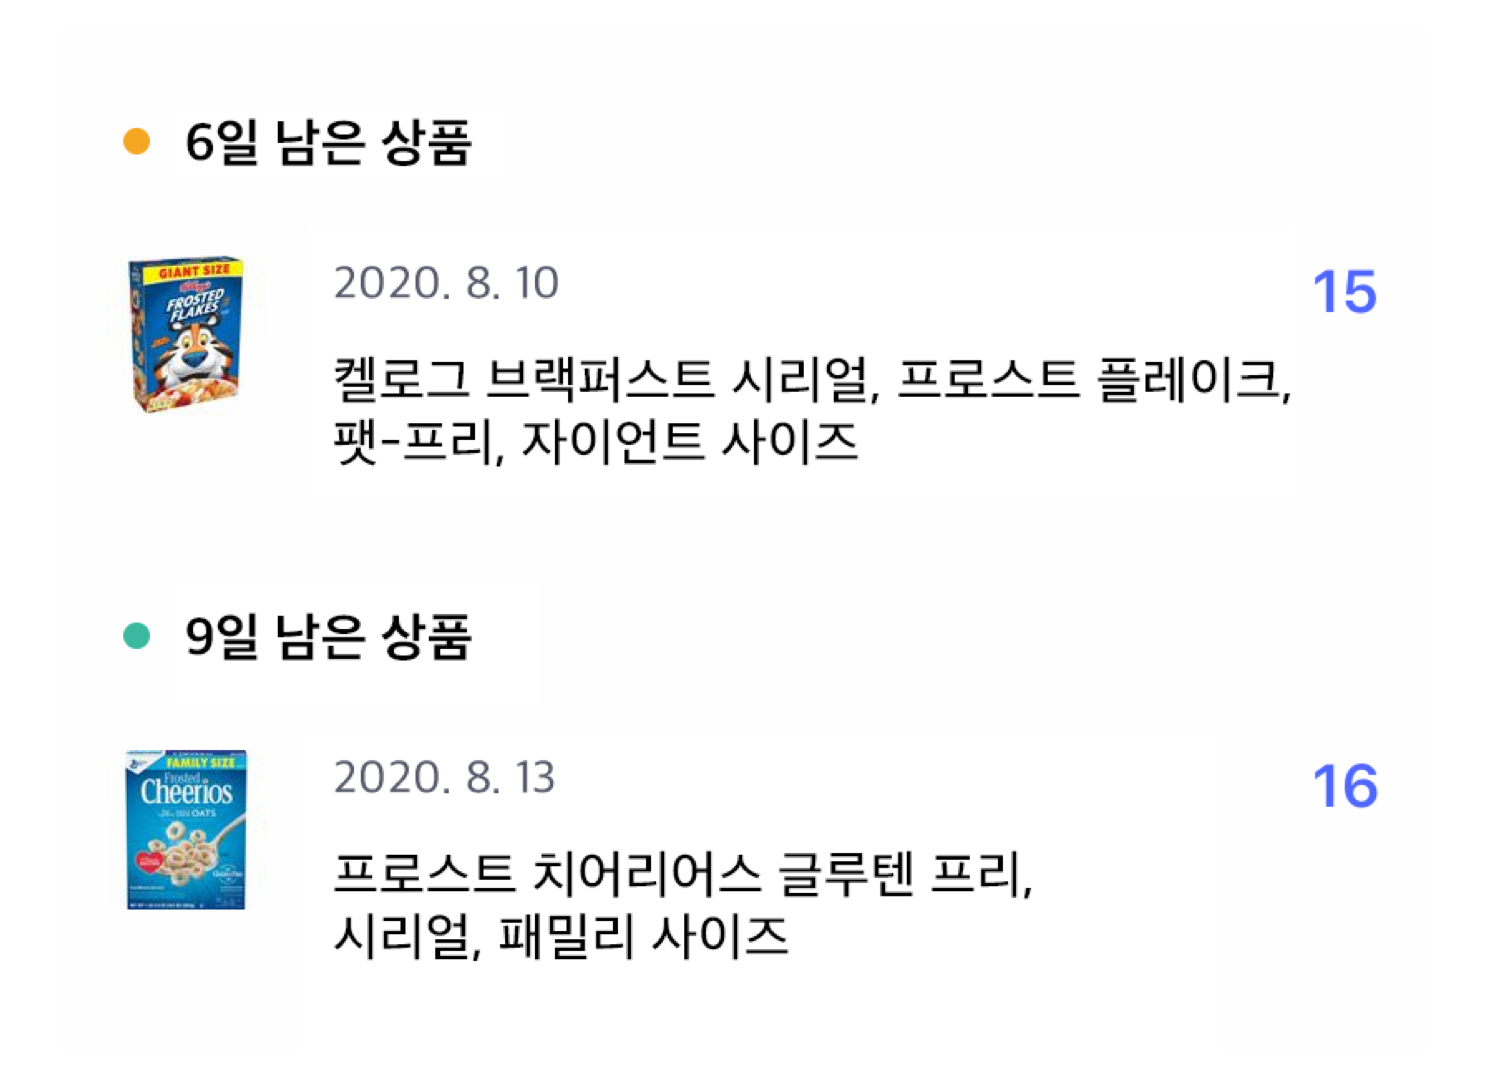 6일 남은 상품
GIANT SIZE
Kellogg's
FROSTED
FLAKES
2020. 8. 10
15
켈로그 브랙퍼스트 시리얼, 프로스트 플레이크,
팻-프리, 자이언트 사이즈
9일 남은 상품
FAMILY SIZE
Frosted
Cheerios
OATS
2020. 8. 13
16
프로스트 치어리어스 글루텐 프리,
시리얼, 패밀리 사이즈